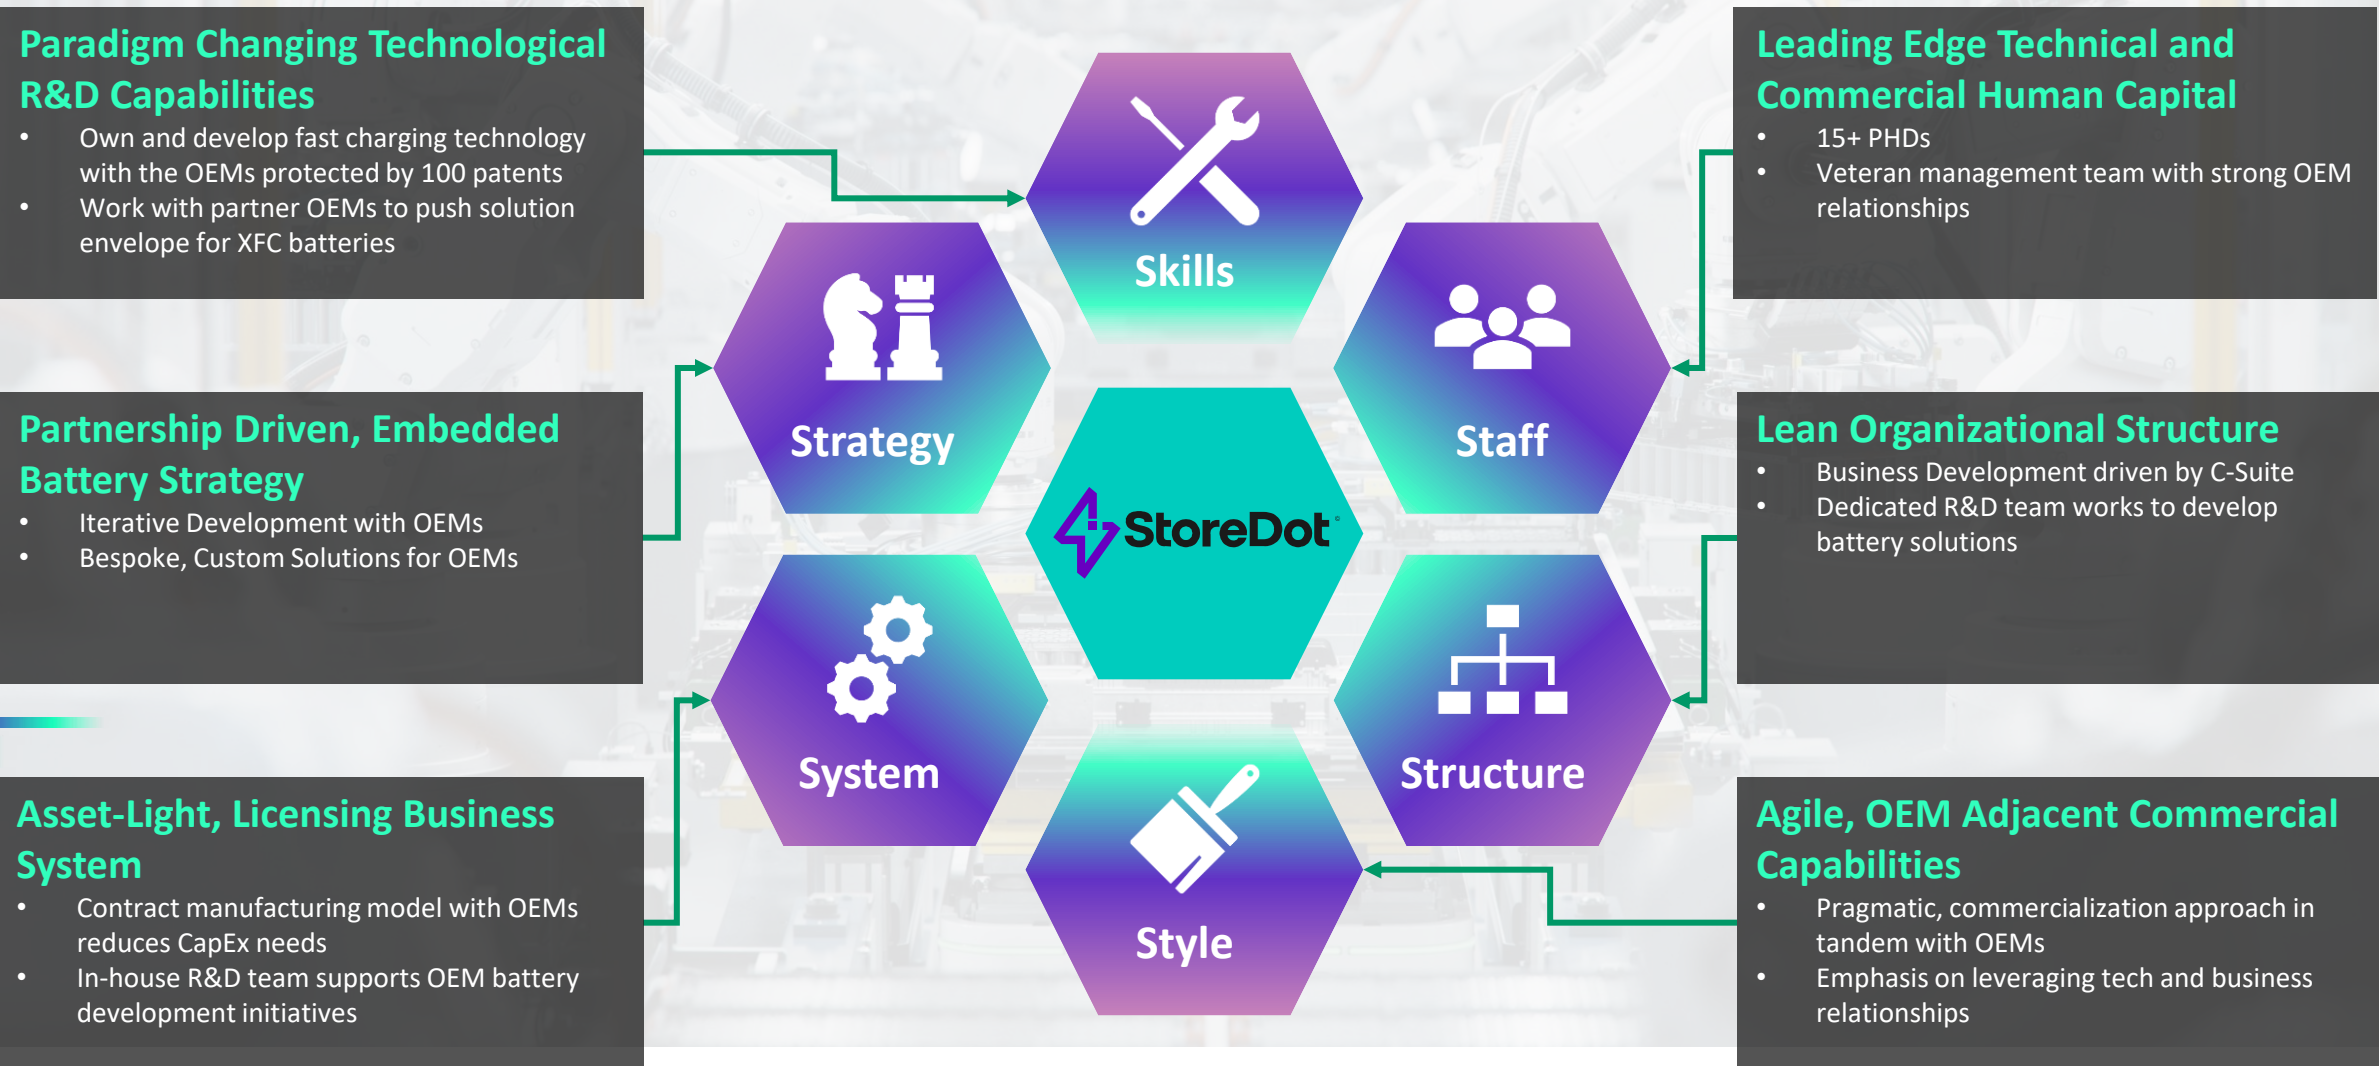 Paradigm Changing Technological
R&D Capabilities
• Own and develop fast charging technology
with the OEMs protected by 100 patents
• Work with partner OEMs to push solution
envelope for XFC batteries
Partnership Driven, Embedded
Battery Strategy
• Iterative Development with OEMs
• Bespoke, Custom Solutions for OEMs
Asset-Light, Licensing Business
System
• Contract manufacturing model with OEMs
reduces CapEx needs
• In-house R&D team supports OEM battery
development initiatives
Skills
Strategy
Staff
StoreDot
System
Structure
Style
Leading Edge Technical and
Commercial Human Capital
• 15+ PHDs
• Veteran management team with strong OEM
relationships
Lean Organizational Structure
• Business Development driven by C-Suite
• Dedicated R&D team works to develop
battery solutions
Agile, OEM Adjacent Commercial
Capabilities
• Pragmatic, commercialization approach in
tandem with OEMs
• Emphasis on leveraging tech and business
relationships